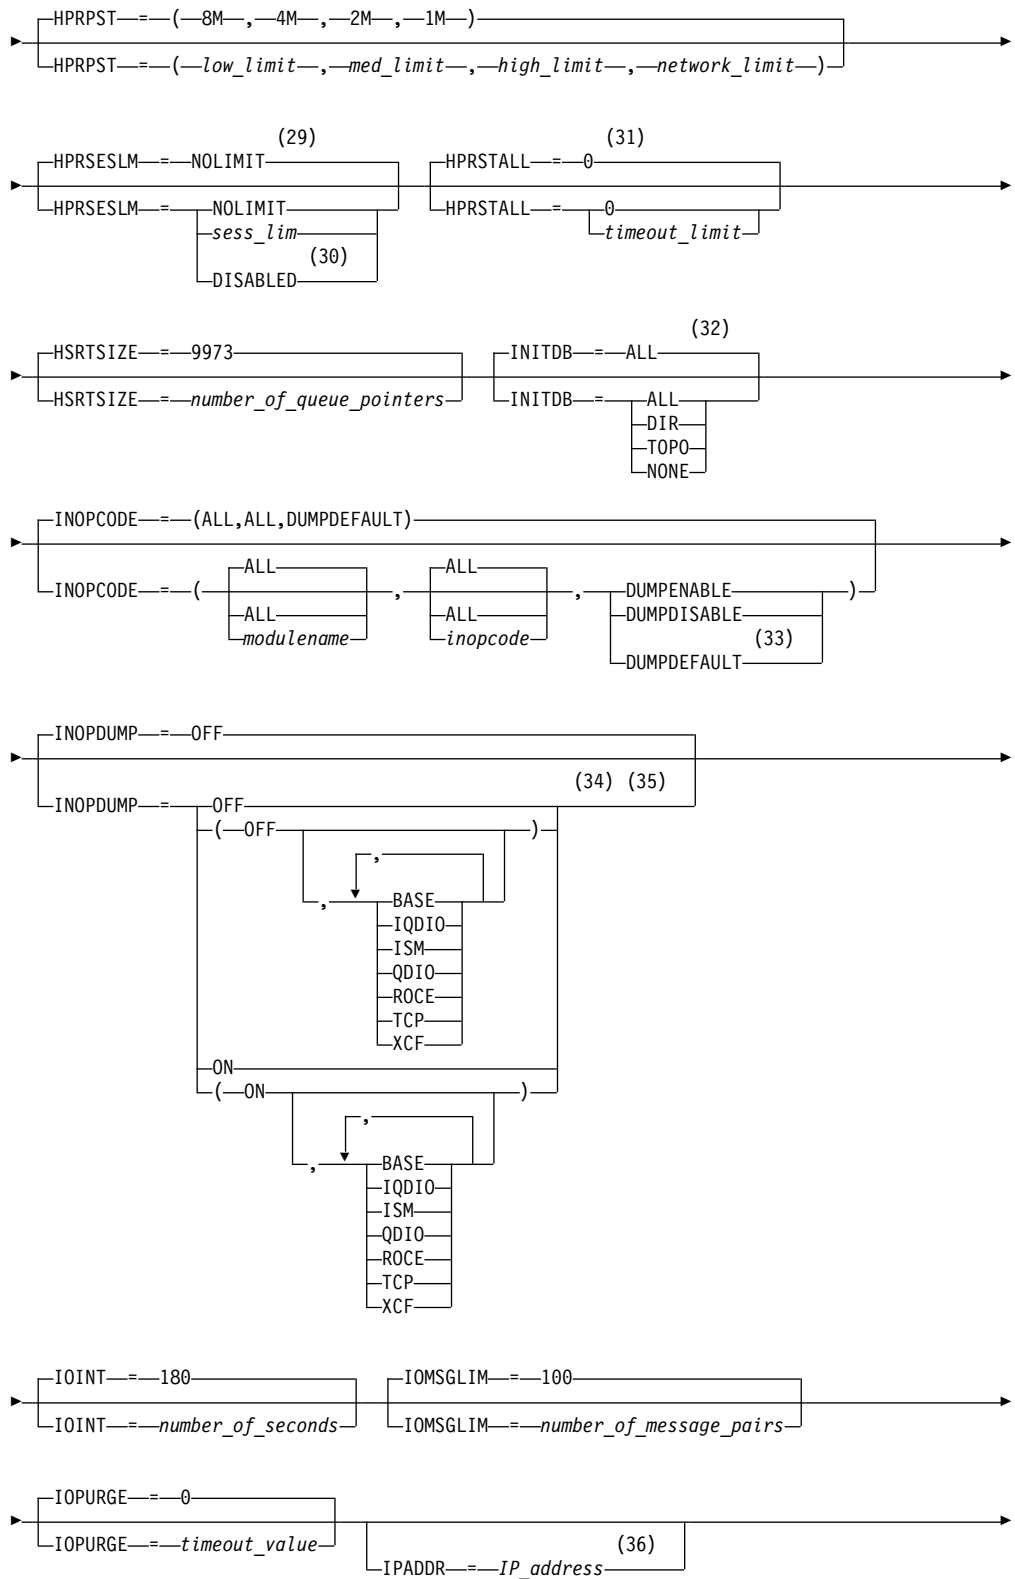 HPRPST = ( 8M , 4M , 2M , 1M )
HPRPST = ( low_limit , med_limit , high_limit , network_limit )
(29) (31)
HPRSESLM = NOLIMIT HPRSTALL = 0
HPRSESLM = NOLIMIT HPRSTALL = 0
sess_lim timeout_limit
(30)
DISABLED
(32)
HSRTSIZE = 9973 INITDB = ALL
HSRTSIZE = number_of_queue_pointers INITDB = ALL
DIR
TOPO
NONE
INOPCODE = (ALL,ALL,DUMPDEFAULT)
ALL ALL
INOPCODE = ( , , DUMPENABLE )
ALL ALL DUMPDISABLE
modulename inopcode (33)
DUMPDEFAULT
INOPDUMP = OFF
(34) (35)
INOPDUMP = OFF
( OFF )
,
, BASE
IQDIO
ISM
QDIO
ROCE
TCP
XCF
ON
( ON )
,
, BASE
IQDIO
ISM
QDIO
ROCE
TCP
XCF
IOINT = 180 IOMSGLIM = 100
IOINT = number_of_seconds IOMSGLIM = number_of_message_pairs
IOPURGE = 0
IOPURGE = timeout_value (36)
IPADDR = IP_address